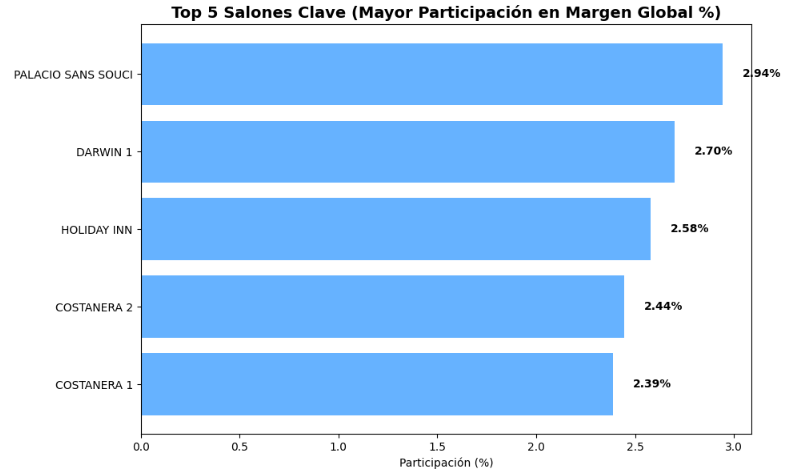 Top 5 Salones Clave (Mayor Participación en Margen Global %)
PALACIO SANS SOUCI 2.94%
DARWIN 1 2.70%
HOLIDAY INN 2.58%
COSTANERA 2 2.44%
COSTANERA 1 2.39%
0.0 0.5 1.0 1.5 2.0 2.5 3.0
Participación (%)